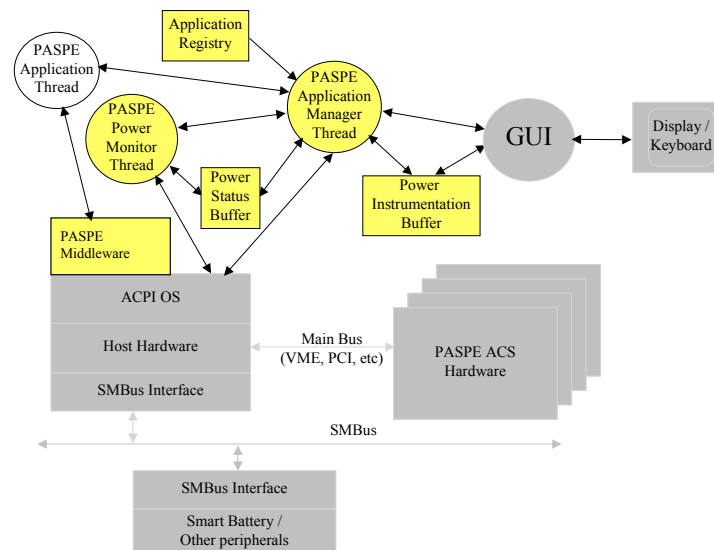 Application
Registry
PASPE
Application
Thread
PASPE
Application
Manager
Thread
PASPE
Power
Monitor
Thread
GUI
Display /
Keyboard
Power
Status
Buffer
Power
Instrumentation
Buffer
PASPE
Middleware
ACPI OS
Host Hardware
SMBus Interface
Main Bus
(VME, PCI, etc)
PASPE ACS
Hardware
SMBus
SMBus Interface
Smart Battery /
Other peripherals